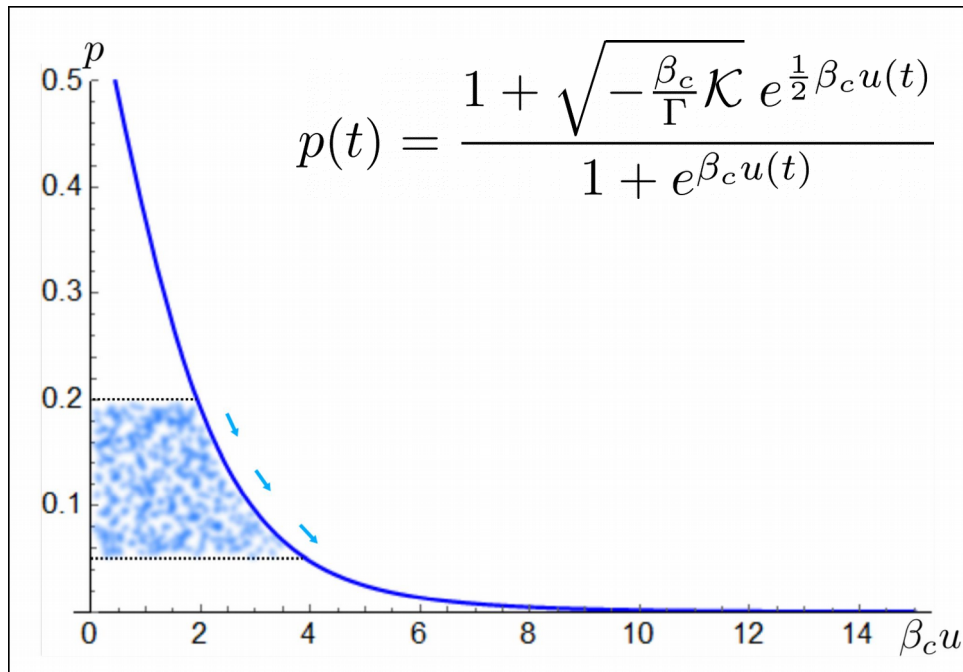 p
0.5
p(t) = \frac{1 + \sqrt{-\frac{\beta_c}{\Gamma} \mathcal{K}} \, e^{\frac{1}{2} \beta_c u(t)}}{1 + e^{\beta_c u(t)}}
0.4
0.3
0.2
0.1
0 2 4 6 8 10 12 14 β_c u